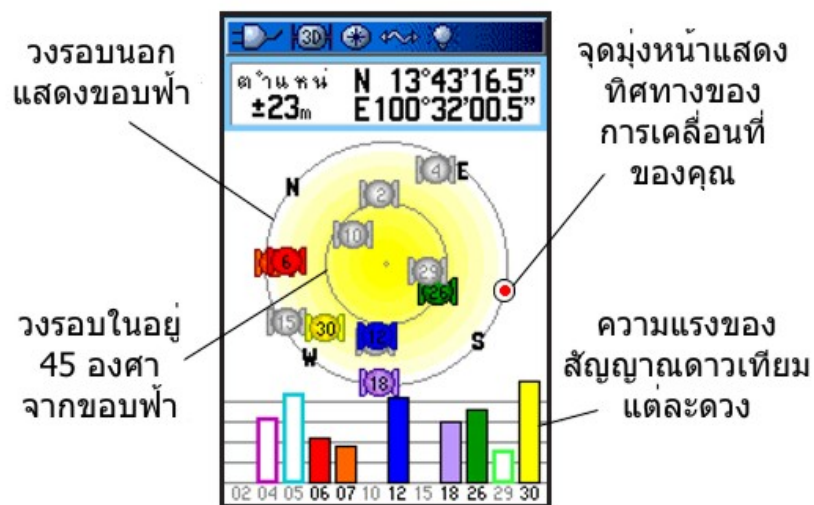 วงรอบนอก
แสดงขอบฟ้า
3D
ตำแหน่
±23m
N 13°43'16.5"
E100°32'00.5"
จุดมุ่งหน้าแสดง
ทิศทางของ
การเคลื่อนที่
ของคุณ
N
4
E
2
10
6
29
26
15
30
12
S
W
18
วงรอบในอยู่
45 องศา
จากขอบฟ้า
ความแรงของ
สัญญาณดาวเทียม
แต่ละดวง
02 04 05 06 07 10 12 15 18 26 29 30